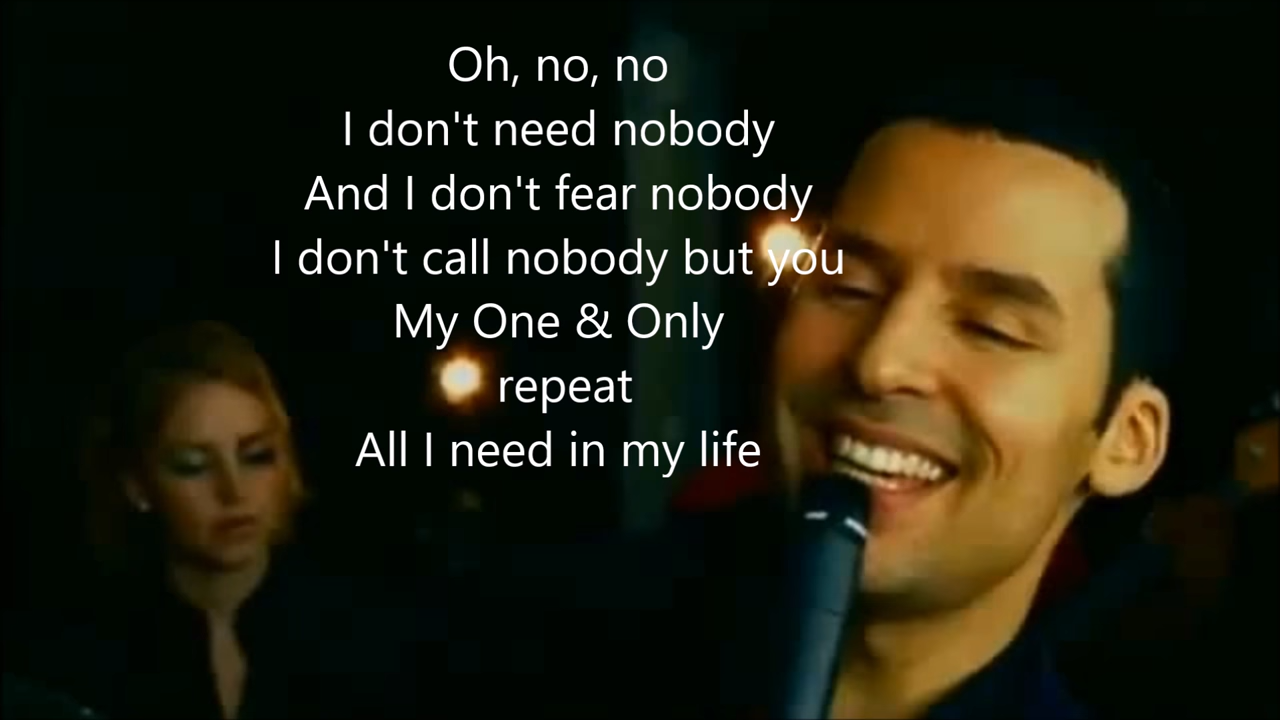 Oh, no, no
I don't need nobody
And I don't fear nobody
I don't call nobody but you
My One & Only
repeat
All I need in my life